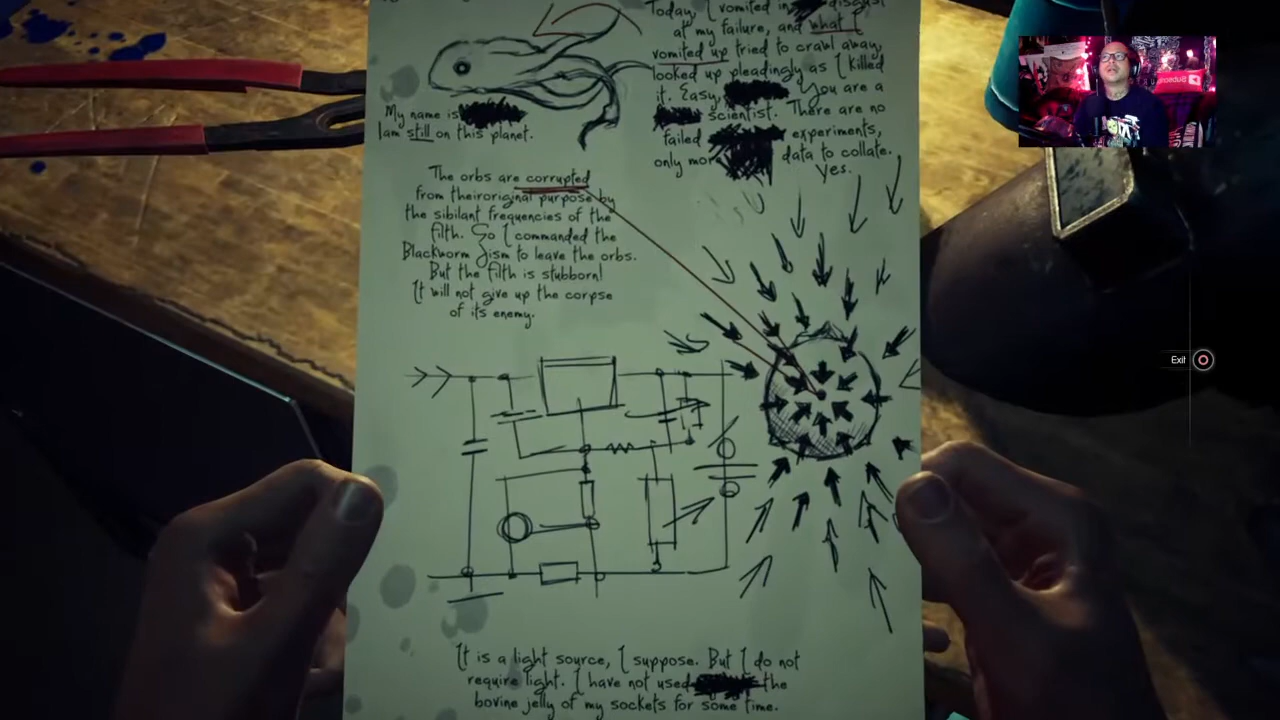 My name is
I am still on this planet.
Today, I vomited in disgust
at my failure, and what I
vomited up tried to crawl away,
looked up pleadingly as I killed
it. Easy, You are a
scientist. There are no
failed experiments,
only mor data to collate.
Yes.
The orbs are corrupted
from theiroriginal purpose by
the sibilant frequencies of the
filth. So I commanded the
Blackworm Jism to leave the orbs.
But the filth is stubborn!
It will not give up the corpse
of its enemy.
Exit
It is a light source, I suppose. But I do not
require light. I have not used the
bovine jelly of my sockets for some time.